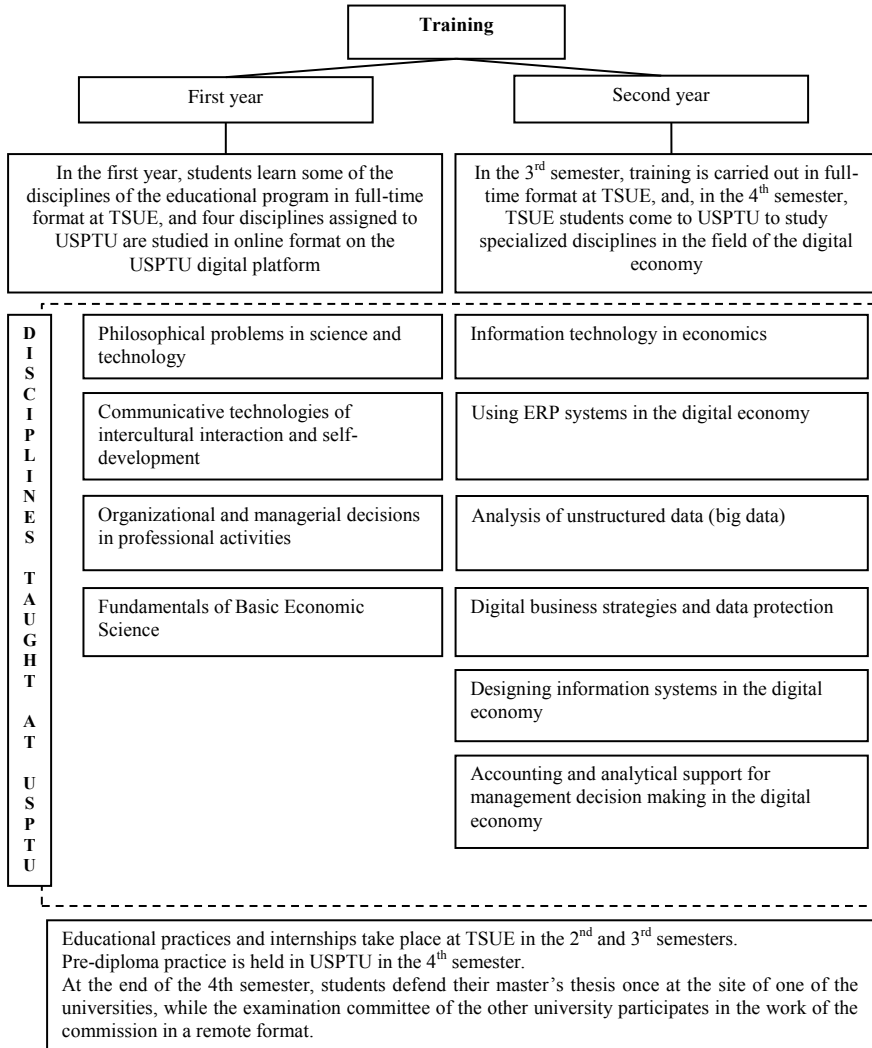 Training
First year
Second year
In the first year, students learn some of the
disciplines of the educational program in full-time
format at TSUE, and four disciplines assigned to
USPTU are studied in online format on the
USPTU digital platform
In the 3rd semester, training is carried out in full-
time format at TSUE, and, in the 4th semester,
TSUE students come to USPTU to study
specialized disciplines in the field of the digital
economy
DISCIPLINES TAUGHT AT USPTU
Philosophical problems in science and
technology
Communicative technologies of
intercultural interaction and self-
development
Organizational and managerial decisions
in professional activities
Fundamentals of Basic Economic
Science
Information technology in economics
Using ERP systems in the digital economy
Analysis of unstructured data (big data)
Digital business strategies and data protection
Designing information systems in the digital
economy
Accounting and analytical support for
management decision making in the digital
economy
Educational practices and internships take place at TSUE in the 2nd and 3rd semesters.
Pre-diploma practice is held in USPTU in the 4th semester.
At the end of the 4th semester, students defend their master’s thesis once at the site of one of the
universities, while the examination committee of the other university participates in the work of the
commission in a remote format.